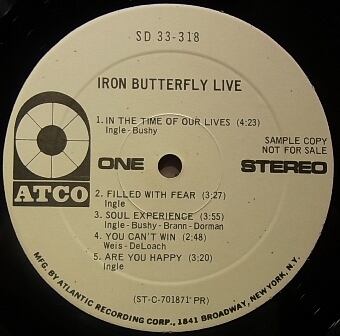 SD 33-318
IRON BUTTERFLY LIVE
1. IN THE TIME OF OUR LIVES (4:23)
Ingle-Bushy
SAMPLE COPY
NOT FOR SALE
ONE
STEREO
ATCO
2. FILLED WITH FEAR (3:27)
Ingle
3. SOUL EXPERIENCE (3:55)
Ingle-Bushy-Brann-Dorman
4. YOU CAN'T WIN (2:48)
Weis-DeLoach
5. ARE YOU HAPPY (3:20)
Ingle
(ST-C-701871 PR)
MFG. BY ATLANTIC RECORDING CORP., 1841 BROADWAY, NEW YORK, N.Y.